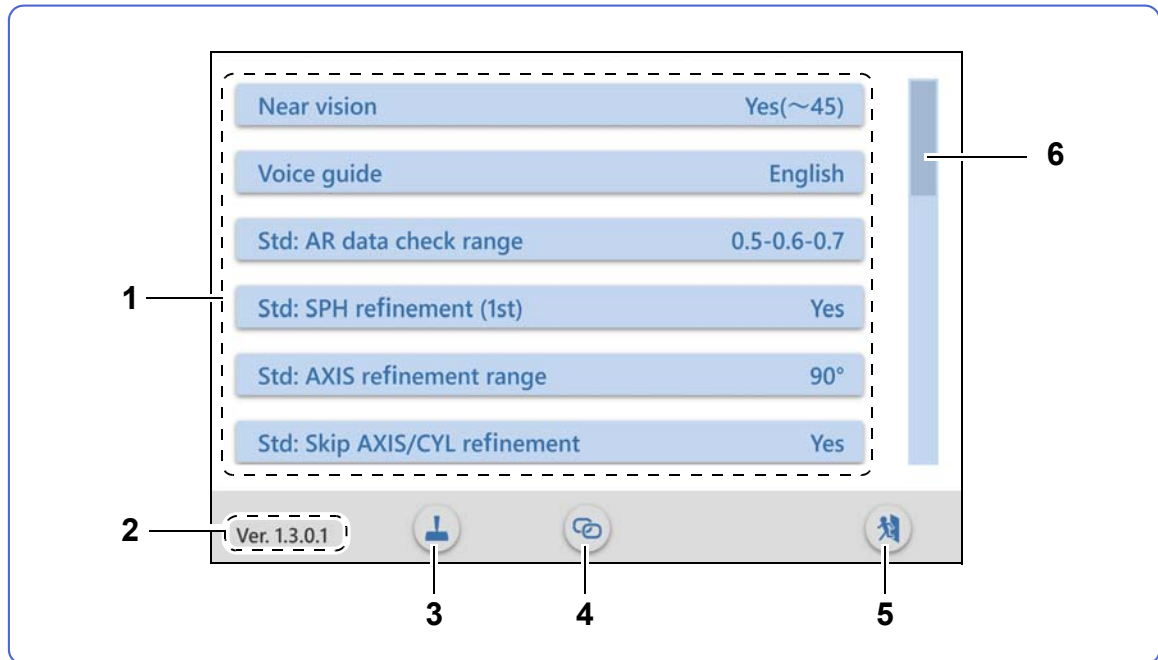 Near vision Yes(～45)
Voice guide English
Std: AR data check range 0.5-0.6-0.7
Std: SPH refinement (1st) Yes
Std: AXIS refinement range 90°
Std: Skip AXIS/CYL refinement Yes
Ver. 1.3.0.1
1
2
3
4
5
6